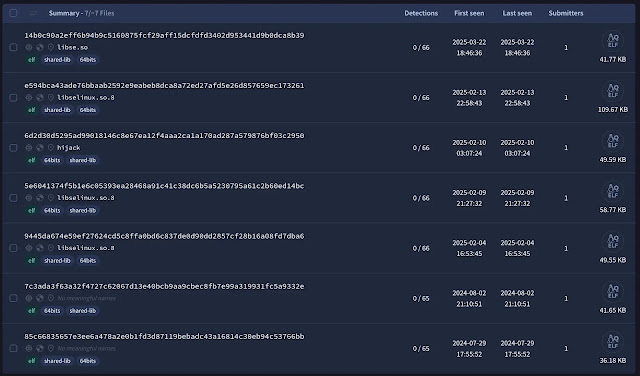 Summary - 7/~7 Files
Detections
First seen
Last seen
Submitters
14b0c90a2eff6b94b9c5160875fcf29aff15dcfdfd3402d953441d9b0dca8b39
libse.so
elf shared-lib 64bits
0 / 66
2025-03-22
18:46:36
2025-03-22
18:46:36
1
ELF
41.77 KB
e594bca43ade76bbaab2592e9eabeb8dca8a72ed27afd5e26d857659ec173261
libselinux.so.8
elf shared-lib 64bits
0 / 66
2025-02-13
22:58:43
2025-02-13
22:58:43
1
ELF
109.67 KB
6d2d30d5295ad99018146c8e67ea12f4aaa2ca1a170ad287a579876bf03c2950
hijack
elf 64bits shared-lib
0 / 66
2025-02-10
03:07:24
2025-02-10
03:07:24
1
ELF
49.59 KB
5e6041374f5b1e6c05393ea28468a91c41c38dc6b5a5230795a61c2b60ed14bc
libselinux.so.8
elf 64bits shared-lib
0 / 66
2025-02-09
21:27:32
2025-02-09
21:27:32
1
ELF
58.77 KB
9445da674e59ef27624cd5c8ffa0bd6c837de0d90dd2857cf28b16a08fd7dba6
libselinux.so.8
elf 64bits shared-lib
0 / 66
2025-02-04
16:53:45
2025-02-04
16:53:45
1
ELF
49.55 KB
7c3ada3f63a32f4727c62067d13e40bcb9aa9cbec8fb7e99a319931fc5a9332e
No meaningful names
elf shared-lib 64bits
0 / 65
2024-08-02
21:10:51
2024-08-02
21:10:51
1
ELF
41.65 KB
85c66835657e3ee6a478a2e0b1fd3d87119bebadc43a16814c30eb94c53766bb
No meaningful names
elf shared-lib 64bits
0 / 65
2024-07-29
17:55:52
2024-07-29
17:55:52
1
ELF
36.18 KB